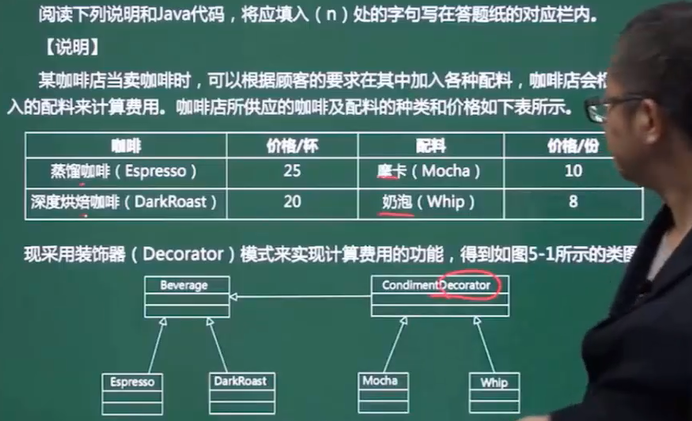 阅读下列说明和Java代码，将应填入（n）处的字句写在答题纸的对应栏内。
【说明】
某咖啡店当卖咖啡时，可以根据顾客的要求在其中加入各种配料，咖啡店会
入的配料来计算费用。咖啡店所供应的咖啡及配料的种类和价格如下表所示。
咖啡 价格/杯 配料 价格/份
蒸馏咖啡（Espresso） 25 摩卡（Mocha） 10
深度烘焙咖啡（DarkRoast） 20 奶泡（Whip） 8
现采用装饰器（Decorator）模式来实现计算费用的功能，得到如图5-1所示的类图
Beverage CondimentDecorator
Espresso DarkRoast Mocha Whip